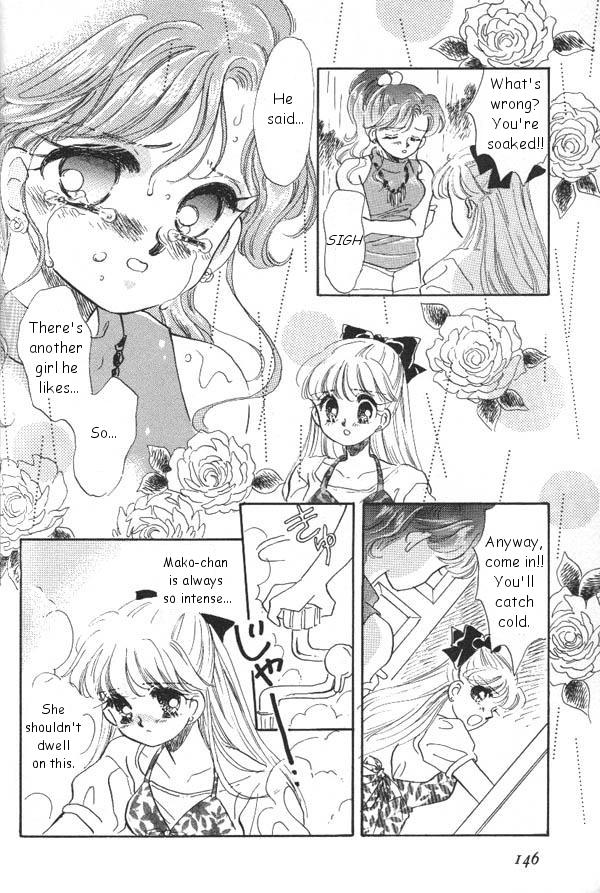 What's
wrong?
You're
soaked!!
SIGH
He
said...
There's
another
girl he
likes...
So...
Anyway,
come in!!
You'll
catch
cold.
きゅ
じゃー
Mako-chan
is always
so intense...
She
shouldn't
dwell
on this.
146